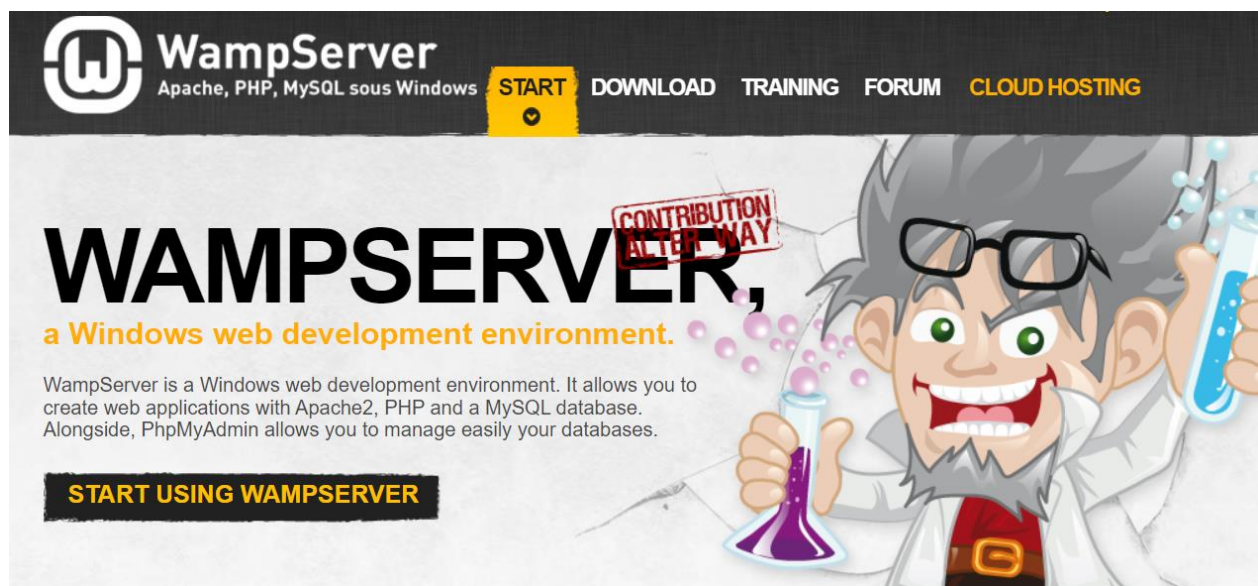 WampServer
Apache, PHP, MySQL sous Windows
START
DOWNLOAD
TRAINING
FORUM
CLOUD HOSTING
CONTRIBUTION
ALTER WAY
WAMPSERVER,
a Windows web development environment.
WampServer is a Windows web development environment. It allows you to
create web applications with Apache2, PHP and a MySQL database.
Alongside, PhpMyAdmin allows you to manage easily your databases.
START USING WAMPSERVER